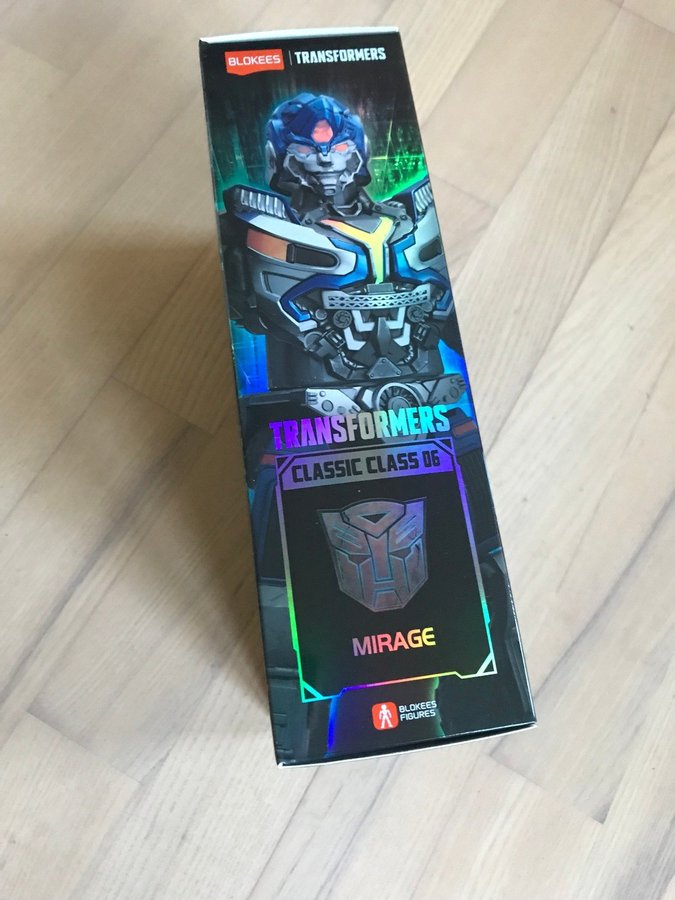 BLOKEES | TRANSFORMERS
TRANSFORMERS
CLASSIC CLASS 06
MIRAGE
BLOKEES
FIGURES